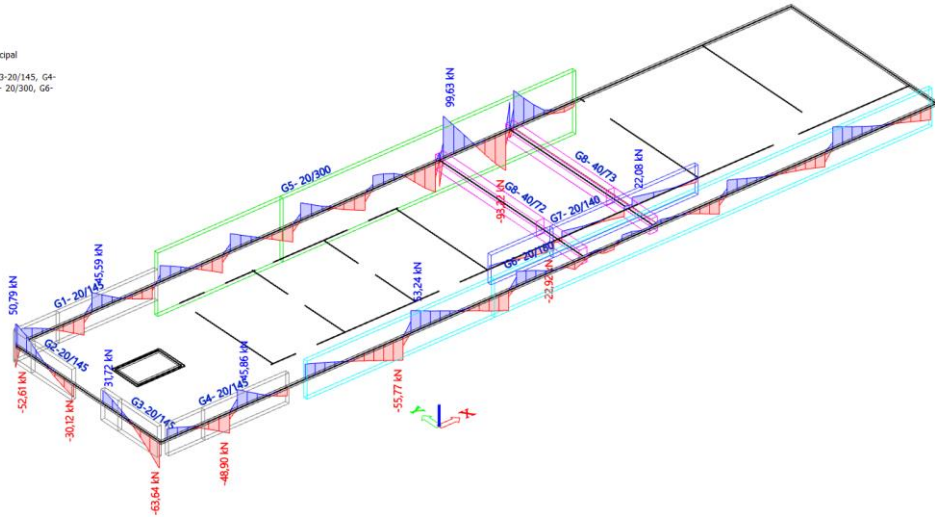 cipal
3-20/145, G4-
- 20/300, G6-
99,63 kN
G5- 20/300
G8- 40/73
22,08 kN
G8- 40/72
G7- 20/140
G6- 20/180
53,24 kN
-22,92 kN
45,59 kN
G1- 20/145
50,79 kN
G2-20/145
31,72 kN
45,86 kN
G4- 20/145
G3-20/145
-52,61 kN
-30,12 kN
-55,77 kN
-48,90 kN
-63,64 kN
Y
X